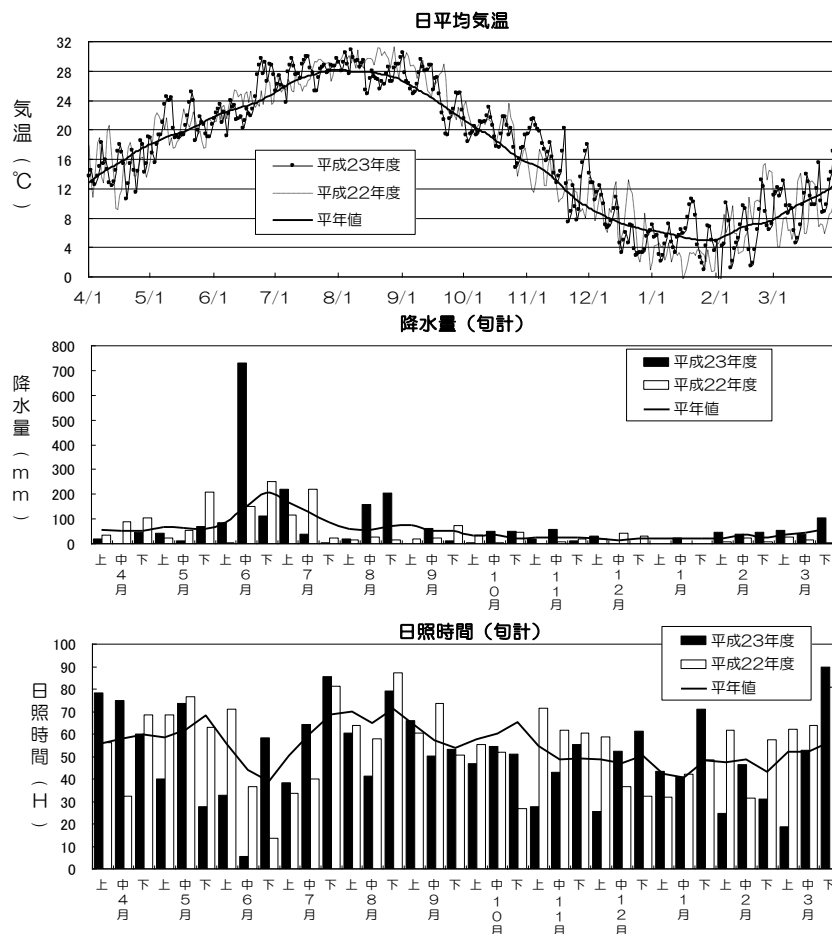 日平均気温
気温(℃)
32
28
24
20
16
12
8
4
0
平成23年度
平成22年度
平年値
4/1 5/1 6/1 7/1 8/1 9/1 10/1 11/1 12/1 1/1 2/1 3/1
降水量(旬計)
降水量(mm)
800
700
600
500
400
300
200
100
0
平成23年度
平成22年度
平年値
上 中 下 上 中 下 上 中 下 上 中 下 上 中 下 上 中 下 上 中 下 上 中 下 上 中 下 上 中 下 上 中 下 上 中 下
4月 5月 6月 7月 8月 9月 10月 11月 12月 1月 2月 3月
日照時間(旬計)
日照時間(H)
100
90
80
70
60
50
40
30
20
10
0
平成23年度
平成22年度
平年値
上 中 下 上 中 下 上 中 下 上 中 下 上 中 下 上 中 下 上 中 下 上 中 下 上 中 下 上 中 下 上 中 下 上 中 下
4月 5月 6月 7月 8月 9月 10月 11月 12月 1月 2月 3月